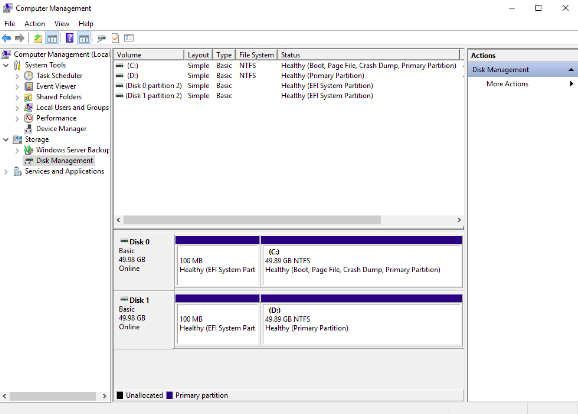 Computer Management
File Action View Help
Computer Management (Local
System Tools
Task Scheduler
Event Viewer
Shared Folders
Local Users and Groups
Performance
Device Manager
Storage
Windows Server Backup
Disk Management
Services and Applications
Volume Layout Type File System Status
(C:) Simple Basic NTFS Healthy (Boot, Page File, Crash Dump, Primary Partition)
(D:) Simple Basic NTFS Healthy (Primary Partition)
(Disk 0 partition 2) Simple Basic Healthy (EFI System Partition)
(Disk 1 partition 2) Simple Basic Healthy (EFI System Partition)
Disk 0
Basic
49.98 GB
Online
100 MB
Healthy (EFI System Part
(C:)
49.89 GB NTFS
Healthy (Boot, Page File, Crash Dump, Primary Partition)
Disk 1
Basic
49.98 GB
Online
100 MB
Healthy (EFI System Part
(D:)
49.89 GB NTFS
Healthy (Primary Partition)
Unallocated Primary partition
Actions
Disk Management
More Actions